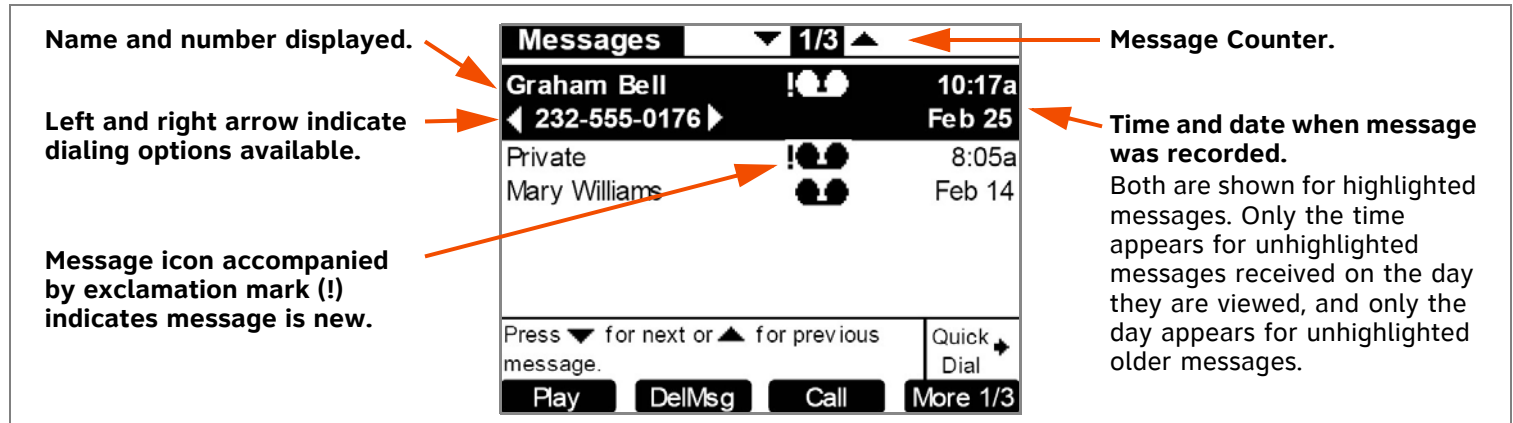 Name and number displayed.
Left and right arrow indicate
dialing options available.
Message icon accompanied
by exclamation mark (!)
indicates message is new.
Messages ▼ 1/3 ▲
Graham Bell ! 10:17a
◀ 232-555-0176 ▶ Feb 25
Private ! 8:05a
Mary Williams Feb 14
Press ▼ for next or ▲ for previous
message.
Quick
Dial
Play DelMsg Call More 1/3
Message Counter.
Time and date when message
was recorded.
Both are shown for highlighted
messages. Only the time
appears for unhighlighted
messages received on the day
they are viewed, and only the
day appears for unhighlighted
older messages.